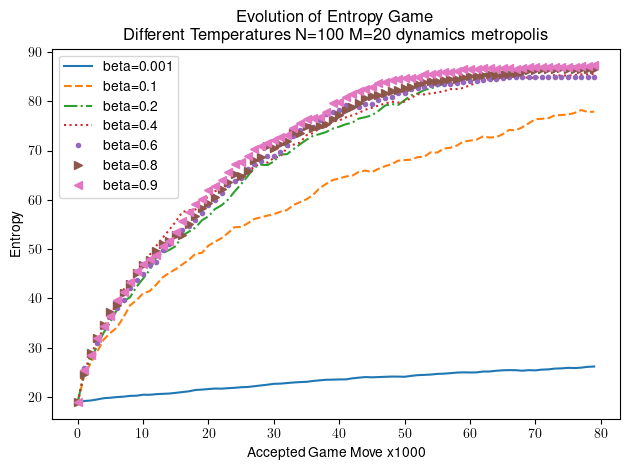 Evolution of Entropy Game
Different Temperatures N=100 M=20 dynamics metropolis
90
80
70
60
50
40
30
20
Entropy
beta=0.001
beta=0.1
beta=0.2
beta=0.4
beta=0.6
beta=0.8
beta=0.9
0 10 20 30 40 50 60 70 80
Accepted Game Move x1000